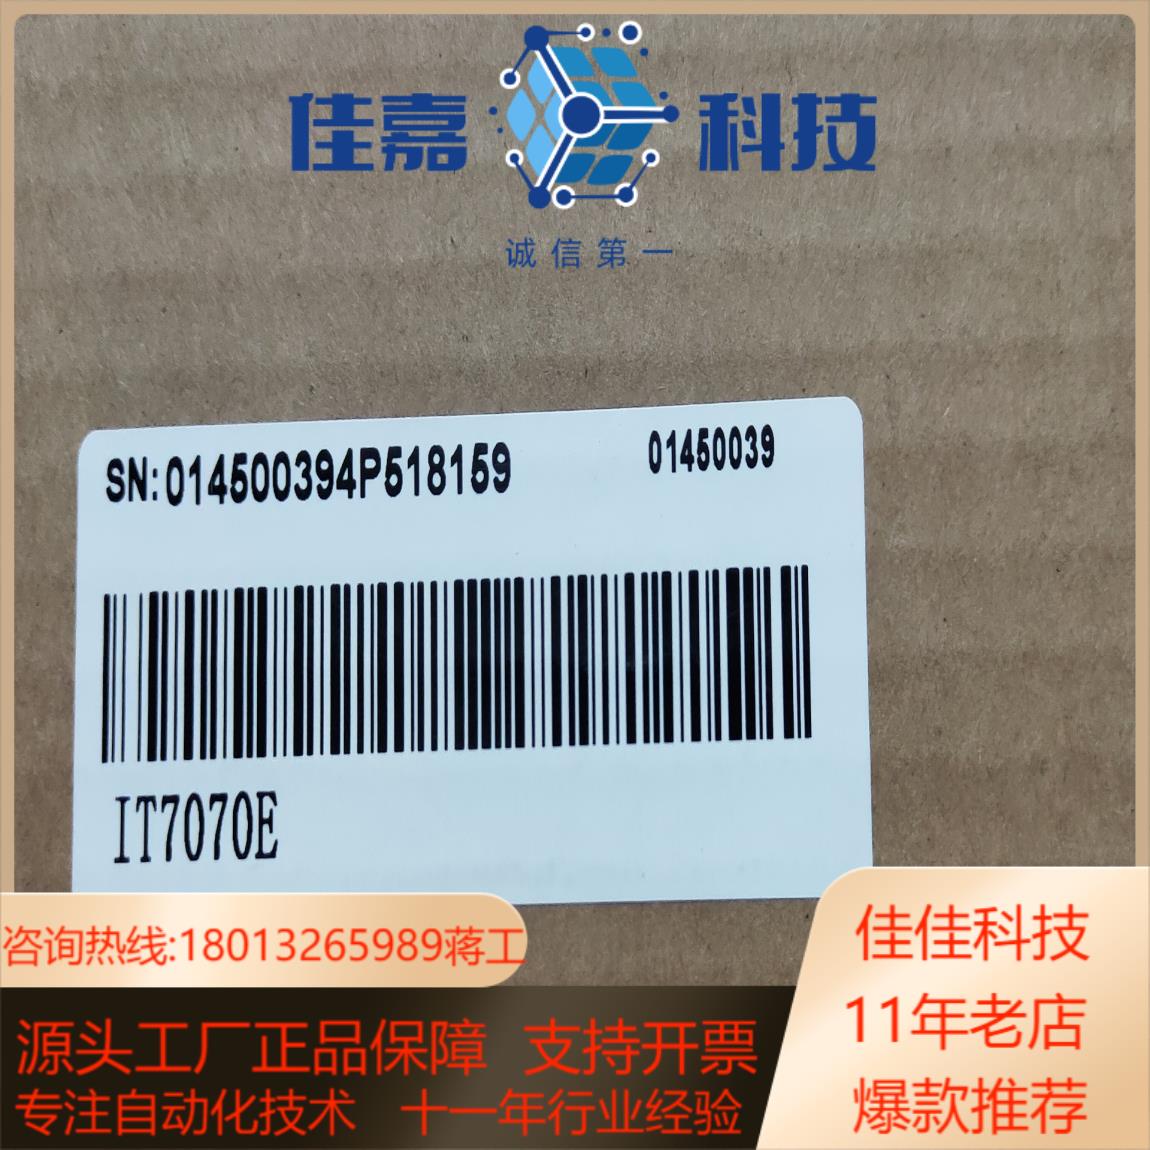 佳嘉 科技
诚信第一
SN:014500394P518159 01450039
IT7070E
咨询热线:18013265989蒋工
源头工厂正品保障 支持开票
专注自动化技术 十一年行业经验
佳佳科技
11年老店
爆款推荐